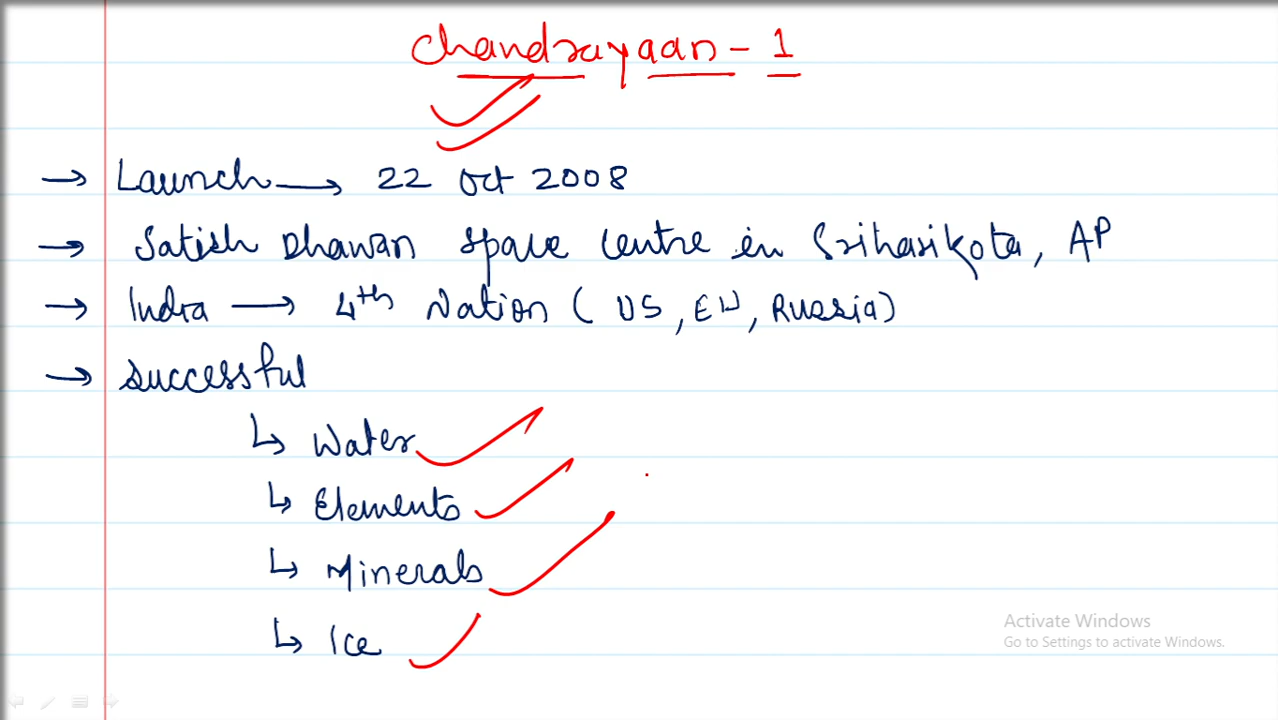 Chandrayaan - 1
→ Launch → 22 Oct 2008
→ Satish Dhawan space centre in Sriharikota, AP
→ India → 4th Nation ( US, EU, Russia)
→ successful
↳ Water
↳ Elements
↳ Minerals
↳ Ice
Activate Windows
Go to Settings to activate Windows.